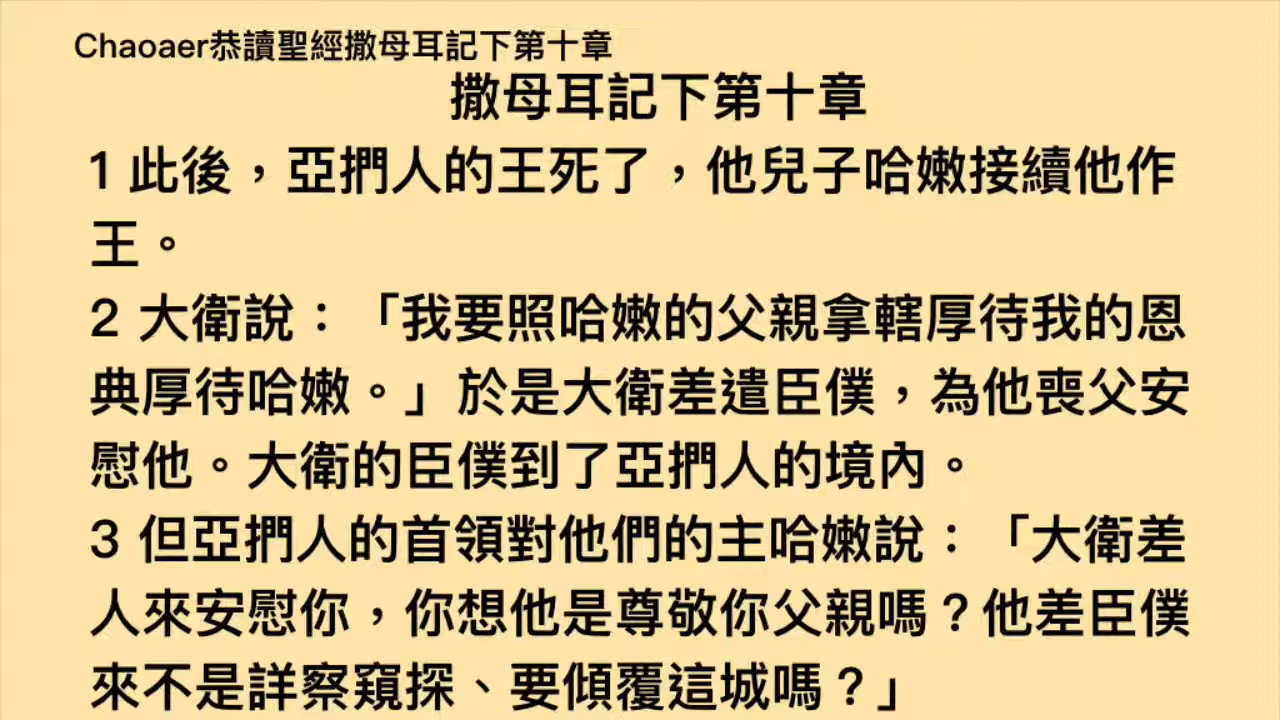 Chaoaer恭讀聖經撒母耳記下第十章
撒母耳記下第十章
1 此後，亞捫人的王死了，他兒子哈嫩接續他作
王。
2 大衛說：「我要照哈嫩的父親拿轄厚待我的恩
典厚待哈嫩。」於是大衛差遣臣僕，為他喪父安
慰他。大衛的臣僕到了亞捫人的境內。
3 但亞捫人的首領對他們的主哈嫩說：「大衛差
人來安慰你，你想他是尊敬你父親嗎？他差臣僕
來不是詳察窺探、要傾覆這城嗎？」